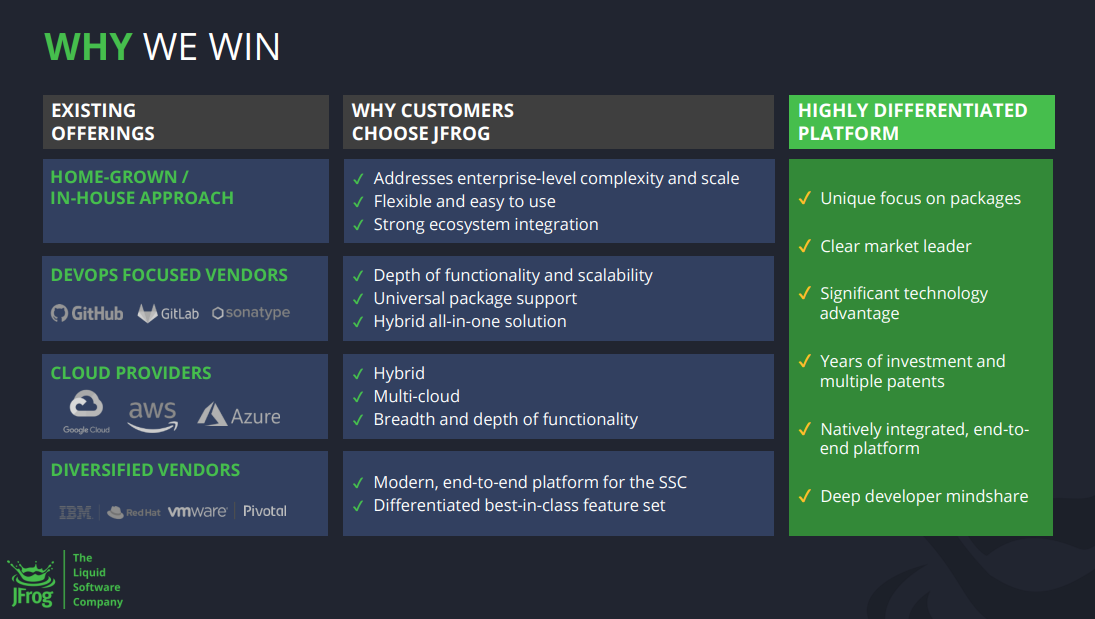 WHY WE WIN
EXISTING
OFFERINGS
WHY CUSTOMERS
CHOOSE JFROG
HIGHLY DIFFERENTIATED
PLATFORM
HOME-GROWN /
IN-HOUSE APPROACH
✓ Addresses enterprise-level complexity and scale
✓ Flexible and easy to use
✓ Strong ecosystem integration
DEVOPS FOCUSED VENDORS
GitHub GitLab sonatype
✓ Depth of functionality and scalability
✓ Universal package support
✓ Hybrid all-in-one solution
CLOUD PROVIDERS
Google Cloud aws Azure
✓ Hybrid
✓ Multi-cloud
✓ Breadth and depth of functionality
DIVERSIFIED VENDORS
IBM Red Hat vmware Pivotal
✓ Modern, end-to-end platform for the SSC
✓ Differentiated best-in-class feature set
✓ Unique focus on packages
✓ Clear market leader
✓ Significant technology
advantage
✓ Years of investment and
multiple patents
✓ Natively integrated, end-to-
end platform
✓ Deep developer mindshare
JFrog
The
Liquid
Software
Company